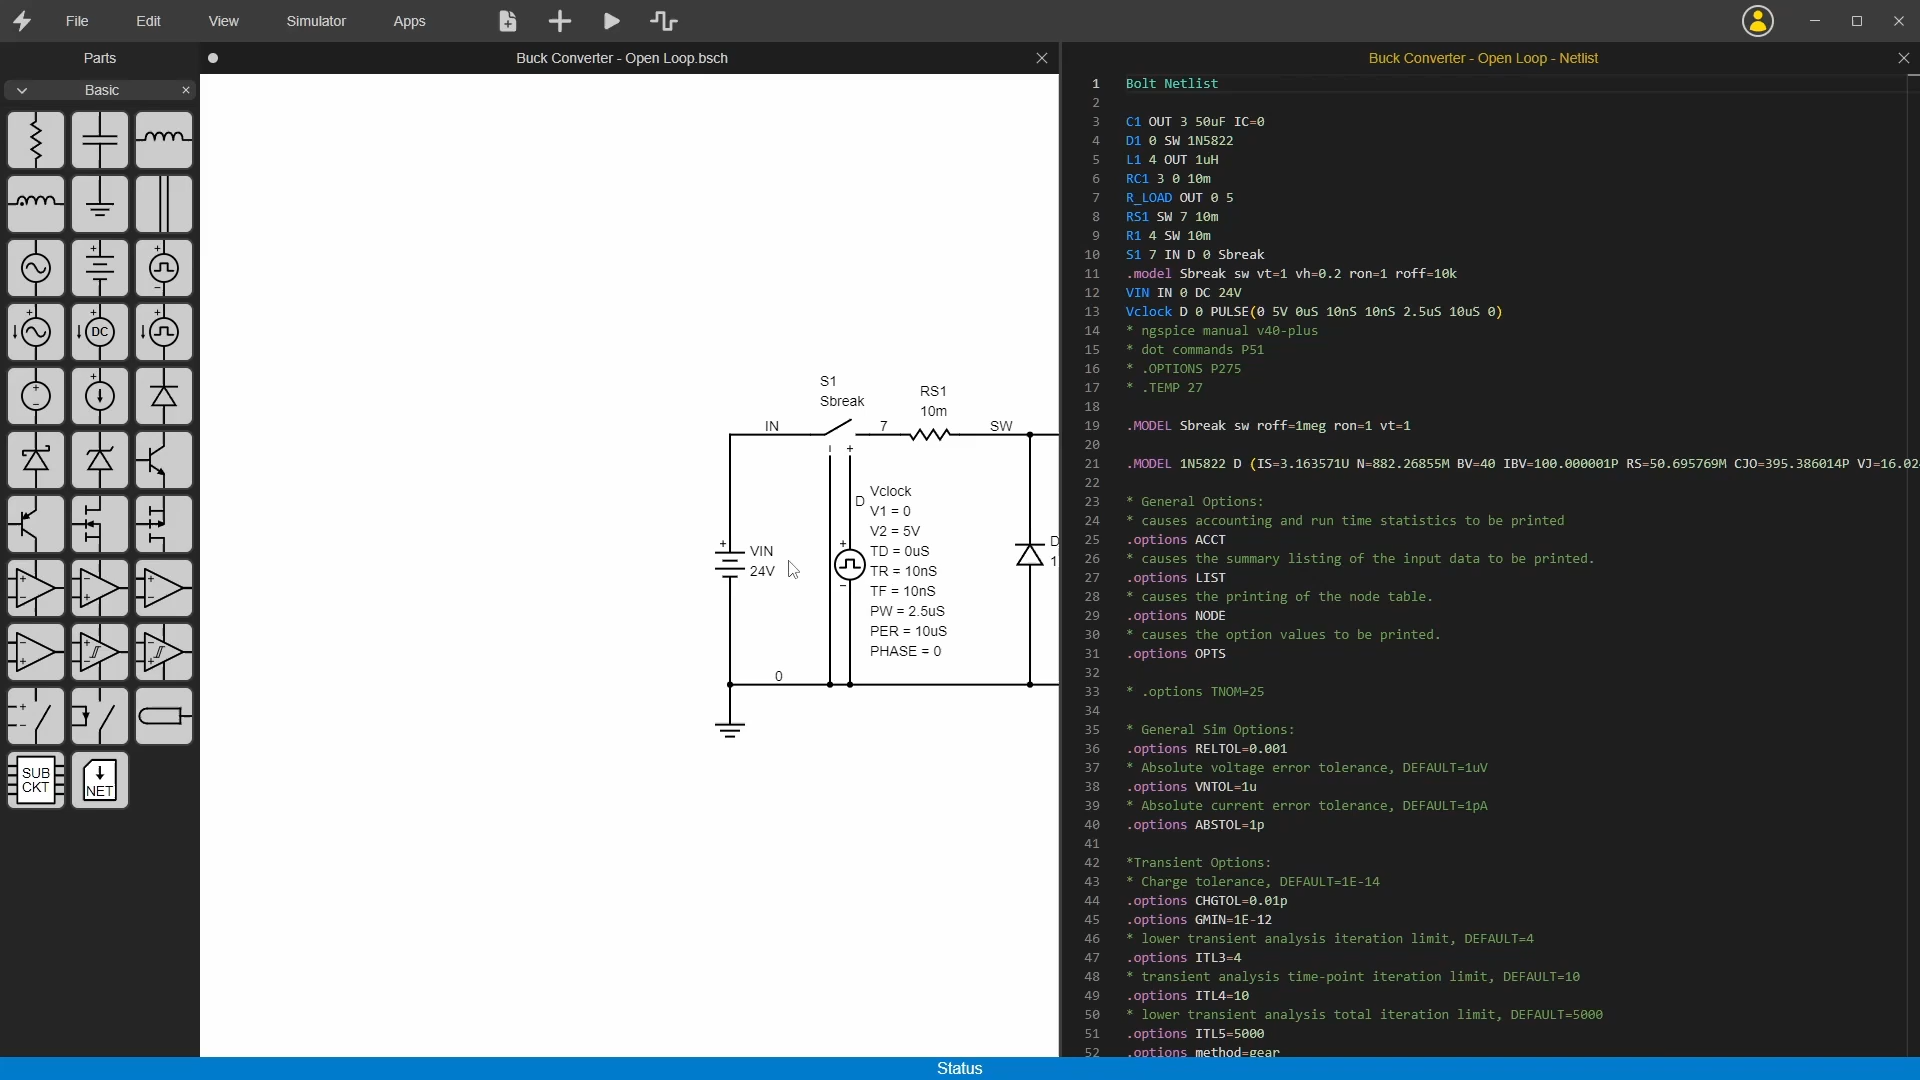 File Edit View Simulator Apps
Parts
Buck Converter - Open Loop.bsch
Buck Converter - Open Loop - Netlist
Basic
DC
SUB
CKT
NET
S1
Sbreak
RS1
10m
IN
7
SW
D
Vclock
V1 = 0
V2 = 5V
TD = 0uS
TR = 10nS
TF = 10nS
PW = 2.5uS
PER = 10uS
PHASE = 0
VIN
24V
D
1
0
1 Bolt Netlist
2
3 C1 OUT 3 50uF IC=0
4 D1 0 SW 1N5822
5 L1 4 OUT 1uH
6 RC1 3 0 10m
7 R_LOAD OUT 0 5
8 RS1 SW 7 10m
9 R1 4 SW 10m
10 S1 7 IN D 0 Sbreak
11 .model Sbreak sw vt=1 vh=0.2 ron=1 roff=10k
12 VIN IN 0 DC 24V
13 Vclock D 0 PULSE(0 5V 0uS 10nS 10nS 2.5uS 10uS 0)
14 * ngspice manual v40-plus
15 * dot commands P51
16 * .OPTIONS P275
17 * .TEMP 27
18
19 .MODEL Sbreak sw roff=1meg ron=1 vt=1
20
21 .MODEL 1N5822 D (IS=3.163571U N=882.26855M BV=40 IBV=100.000001P RS=50.695769M CJO=395.386014P VJ=16.02
22
23 * General Options:
24 * causes accounting and run time statistics to be printed
25 .options ACCT
26 * causes the summary listing of the input data to be printed.
27 .options LIST
28 * causes the printing of the node table.
29 .options NODE
30 * causes the option values to be printed.
31 .options OPTS
32
33 * .options TNOM=25
34
35 * General Sim Options:
36 .options RELTOL=0.001
37 * Absolute voltage error tolerance, DEFAULT=1uV
38 .options VNTOL=1u
39 * Absolute current error tolerance, DEFAULT=1pA
40 .options ABSTOL=1p
41
42 *Transient Options:
43 * Charge tolerance, DEFAULT=1E-14
44 .options CHGTOL=0.01p
45 .options GMIN=1E-12
46 * lower transient analysis iteration limit, DEFAULT=4
47 .options ITL3=4
48 * transient analysis time-point iteration limit, DEFAULT=10
49 .options ITL4=10
50 * lower transient analysis total iteration limit, DEFAULT=5000
51 .options ITL5=5000
52 .options method=gear
Status